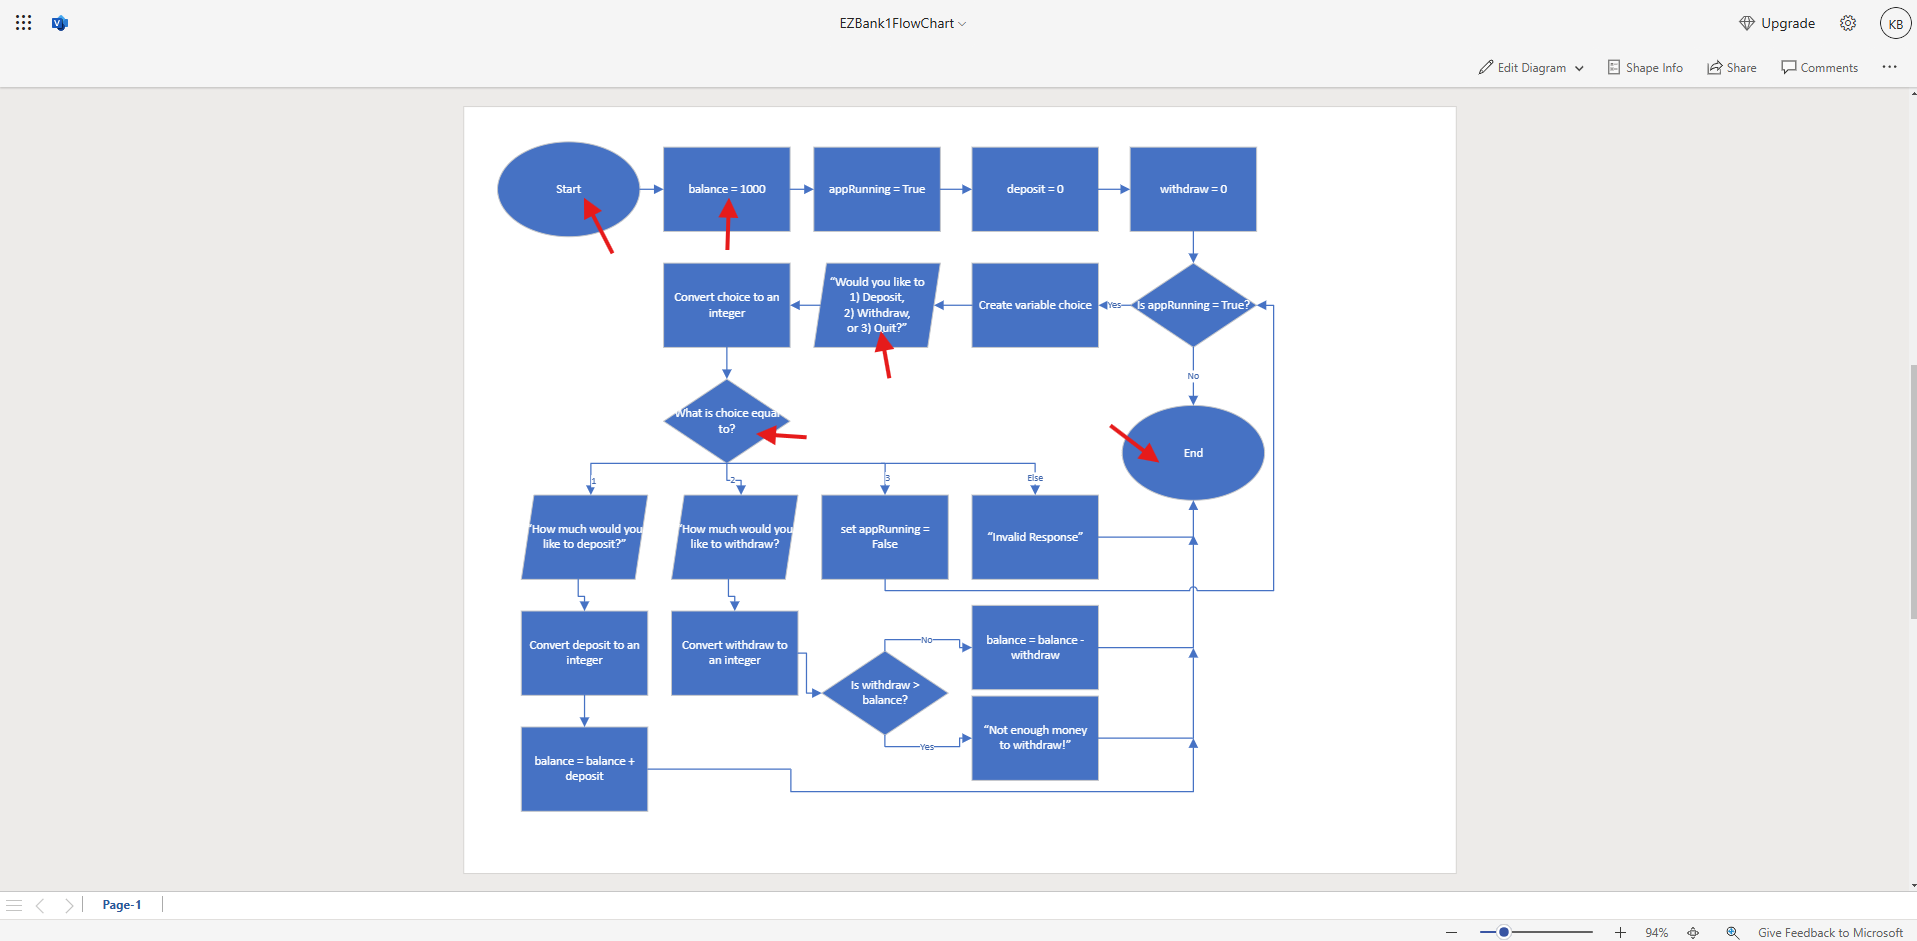 EZBank1FlowChart
Upgrade
KB
Edit Diagram
Shape Info
Share
Comments
Start
balance = 1000
appRunning = True
deposit = 0
withdraw = 0
Convert choice to an
integer
“Would you like to
1) Deposit,
2) Withdraw,
or 3) Quit?”
Create variable choice
Yes
Is appRunning = True?
No
What is choice equal
to?
End
1
2
3
Else
“How much would you
like to deposit?”
“How much would you
like to withdraw?
set appRunning =
False
“Invalid Response”
Convert deposit to an
integer
Convert withdraw to
an integer
No
balance = balance -
withdraw
Is withdraw >
balance?
Yes
“Not enough money
to withdraw!”
balance = balance +
deposit
Page-1
94%
Give Feedback to Microsoft